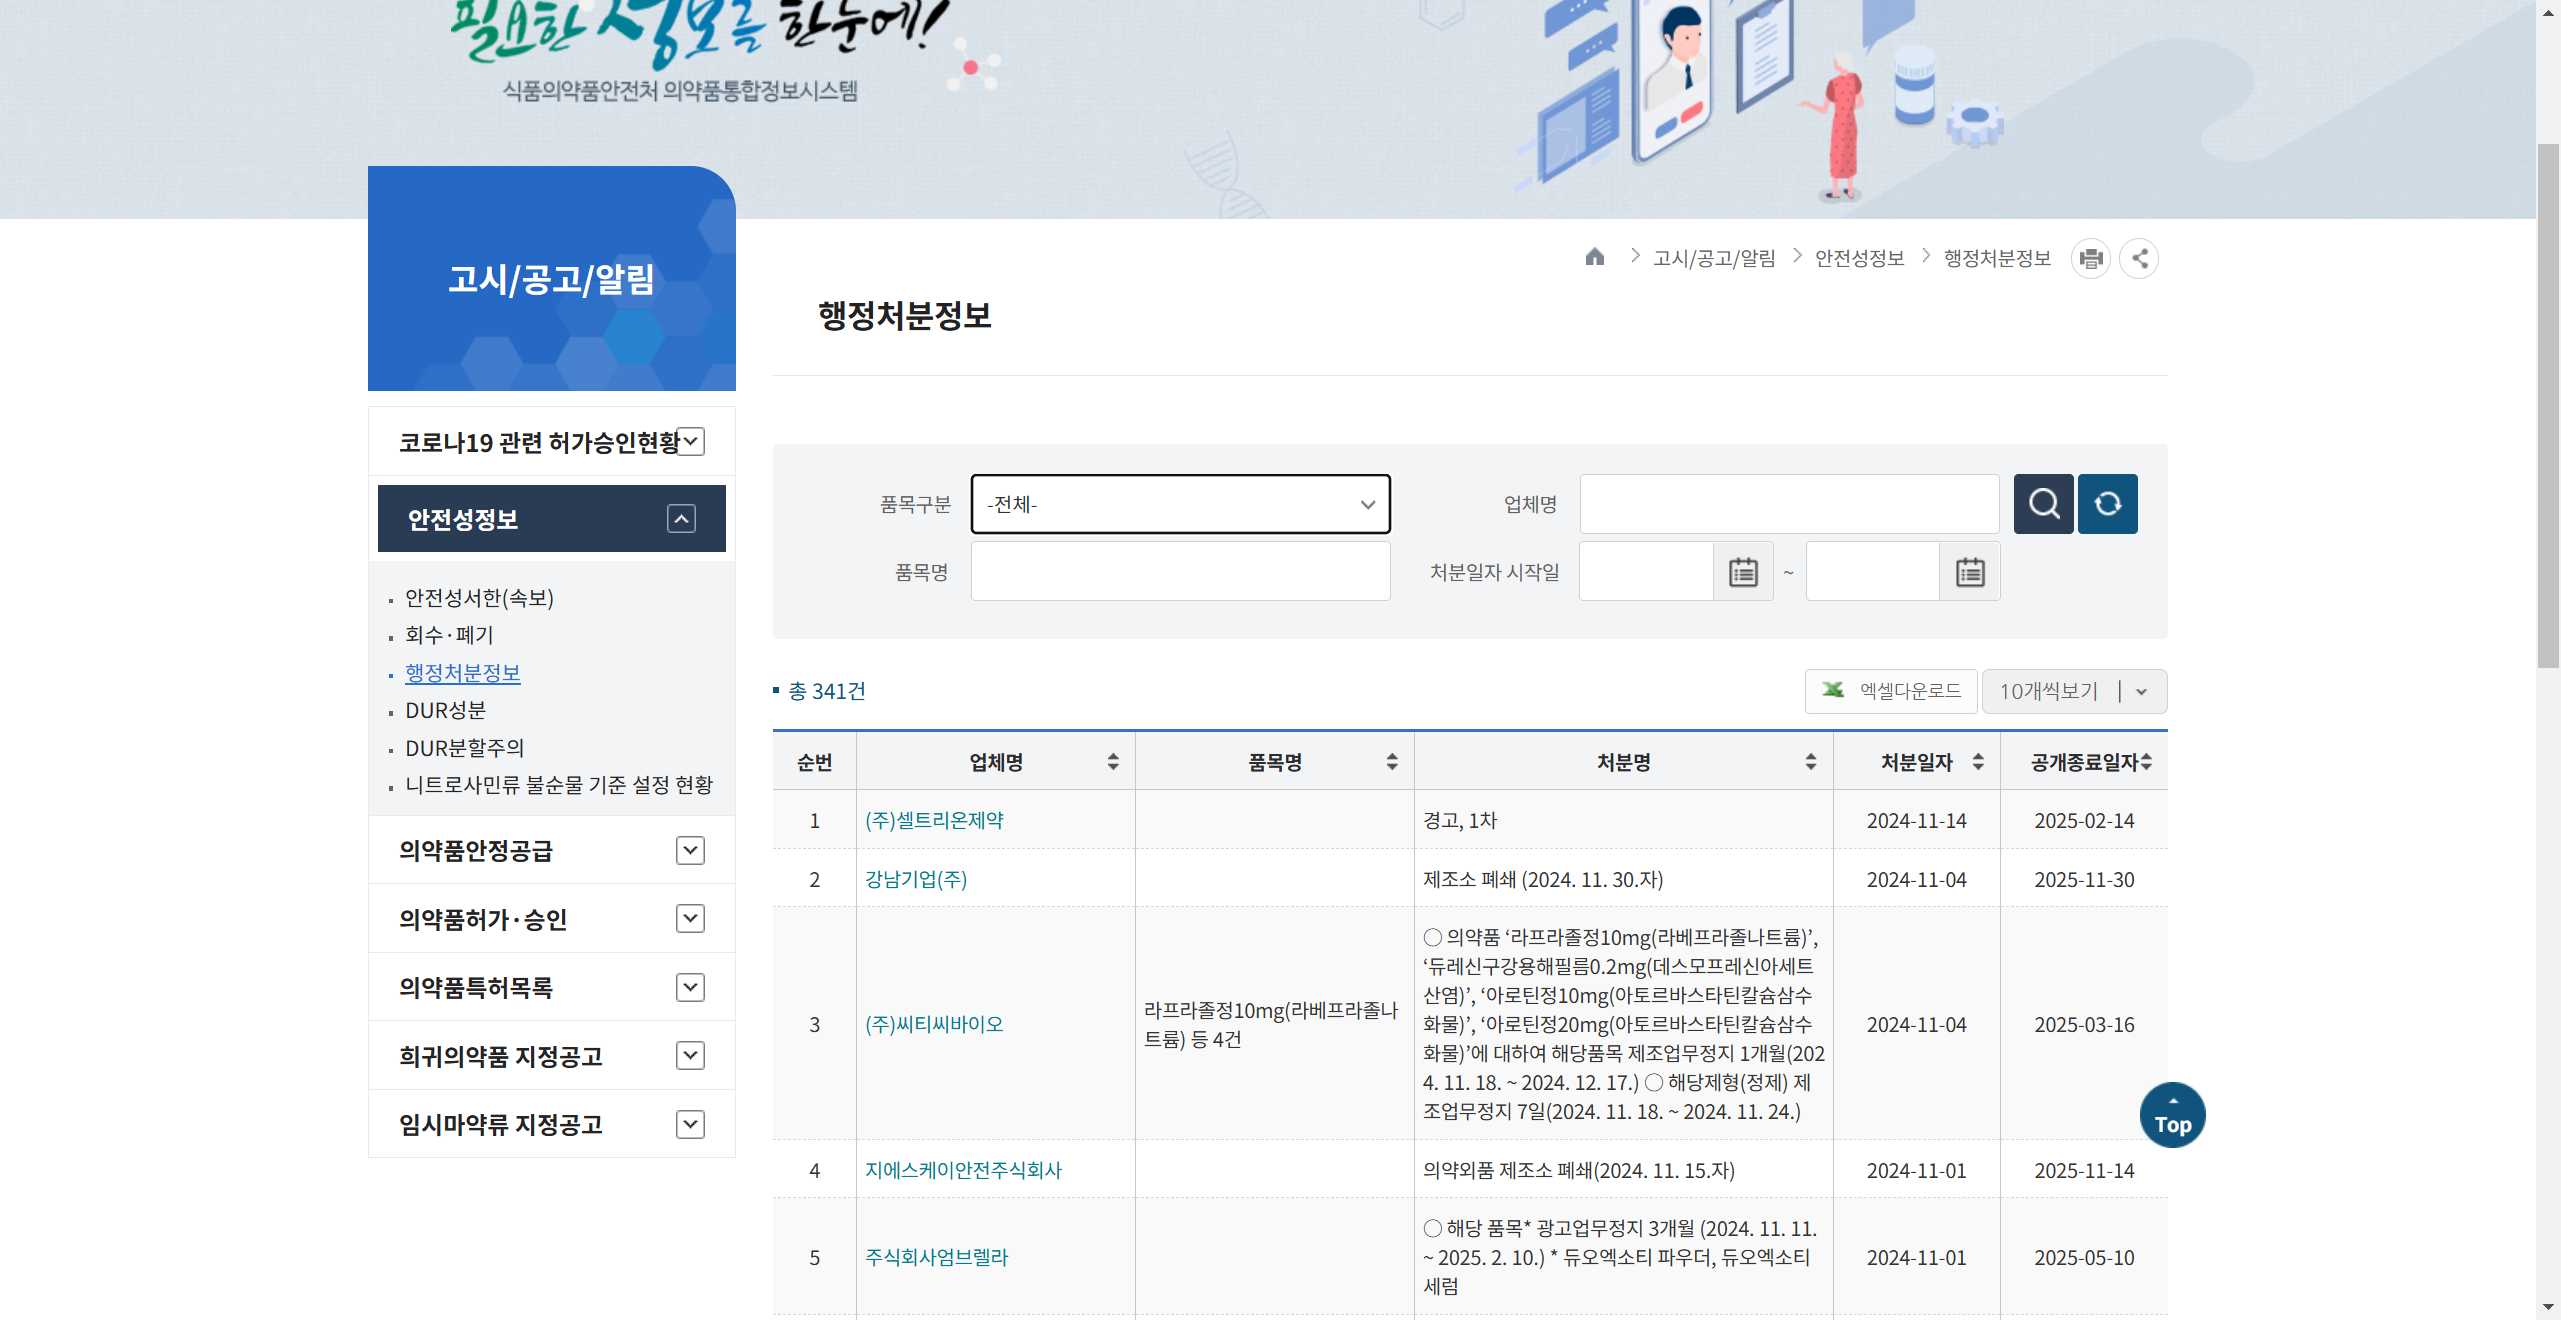 필요한 정보를 한눈에!
식품의약품안전처 의약품통합정보시스템
고시/공고/알림
고시/공고/알림 안전성정보 행정처분정보
행정처분정보
코로나19 관련 허가승인현황
안전성정보
안전성서한(속보)
회수·폐기
행정처분정보
DUR성분
DUR분할주의
니트로사민류 불순물 기준 설정 현황
의약품안정공급
의약품허가·승인
의약품특허목록
희귀의약품 지정공고
임시마약류 지정공고
품목구분 -전체- 업체명
품목명 처분일자 시작일 ~
총 341건 엑셀다운로드 10개씩보기
순번 업체명 품목명 처분명 처분일자 공개종료일자
1 (주)셀트리온제약 경고, 1차 2024-11-14 2025-02-14
2 강남기업(주) 제조소 폐쇄 (2024. 11. 30.자) 2024-11-04 2025-11-30
3 (주)씨티씨바이오
라프라졸정10mg(라베프라졸나
트륨) 등 4건
○ 의약품 ‘라프라졸정10mg(라베프라졸나트륨)’,
‘듀레신구강용해필름0.2mg(데스모프레신아세트
산염)’, ‘아로틴정10mg(아토르바스타틴칼슘삼수
화물)’, ‘아로틴정20mg(아토르바스타틴칼슘삼수
화물)’에 대하여 해당품목 제조업무정지 1개월(202
4. 11. 18. ~ 2024. 12. 17.) ○ 해당제형(정제) 제
조업무정지 7일(2024. 11. 18. ~ 2024. 11. 24.)
2024-11-04 2025-03-16
4 지에스케이안전주식회사 의약외품 제조소 폐쇄(2024. 11. 15.자) 2024-11-01 2025-11-14
5 주식회사엄브렐라
○ 해당 품목* 광고업무정지 3개월 (2024. 11. 11.
~ 2025. 2. 10.) * 듀오엑소티 파우더, 듀오엑소티
세럼
2024-11-01 2025-05-10
Top